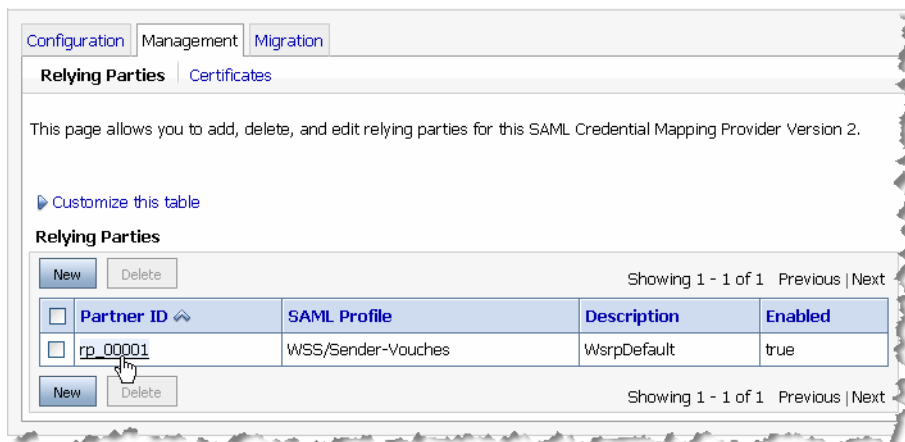 Configuration Management Migration
Relying Parties Certificates
This page allows you to add, delete, and edit relying parties for this SAML Credential Mapping Provider Version 2.
Customize this table
Relying Parties
New Delete Showing 1 - 1 of 1 Previous | Next
Partner ID SAML Profile Description Enabled
rp_00001 WSS/Sender-Vouches WsrpDefault true
New Delete Showing 1 - 1 of 1 Previous | Next